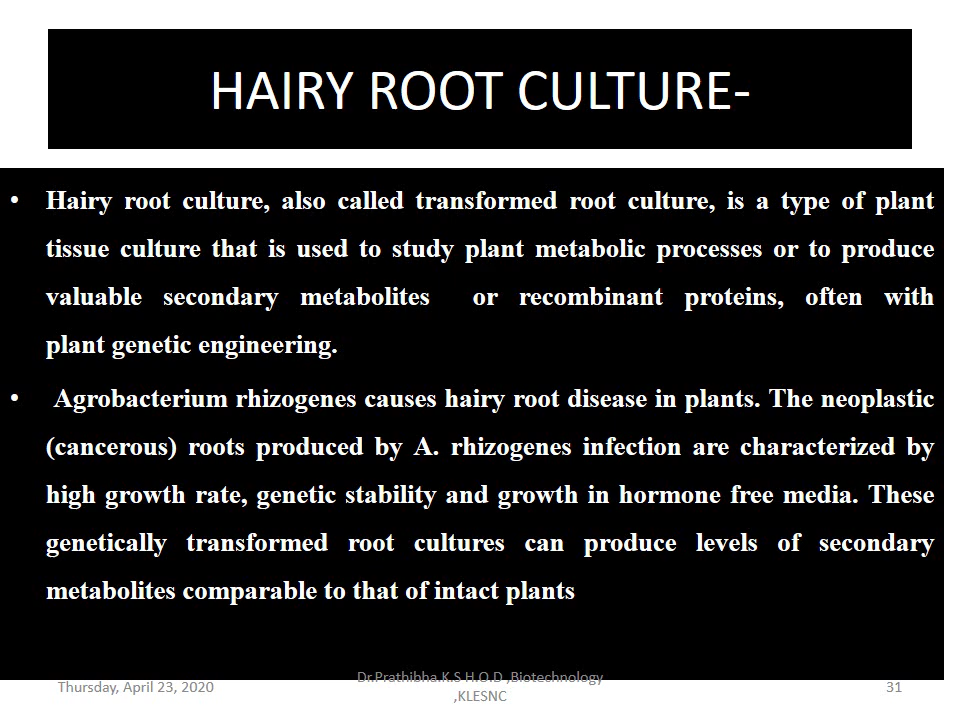 HAIRY ROOT CULTURE-
• Hairy root culture, also called transformed root culture, is a type of plant
tissue culture that is used to study plant metabolic processes or to produce
valuable secondary metabolites or recombinant proteins, often with
plant genetic engineering.
• Agrobacterium rhizogenes causes hairy root disease in plants. The neoplastic
(cancerous) roots produced by A. rhizogenes infection are characterized by
high growth rate, genetic stability and growth in hormone free media. These
genetically transformed root cultures can produce levels of secondary
metabolites comparable to that of intact plants
Thursday, April 23, 2020
Dr.Prathibha.K.S H.O.D ,Biotechnology
,KLESNC
31